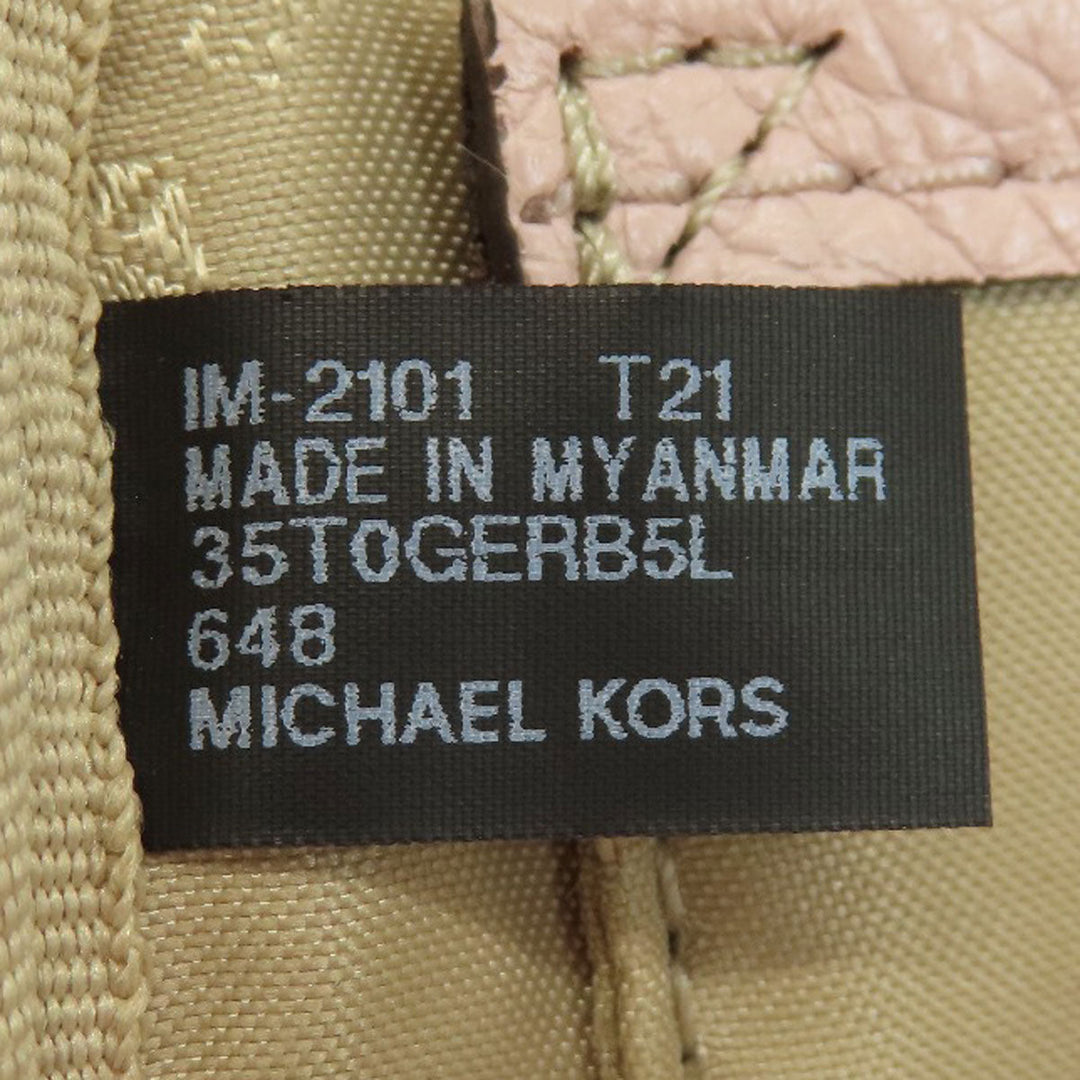 IM-2101 T21
MADE IN MYANMAR
35T0GERB5L
648
MICHAEL KORS